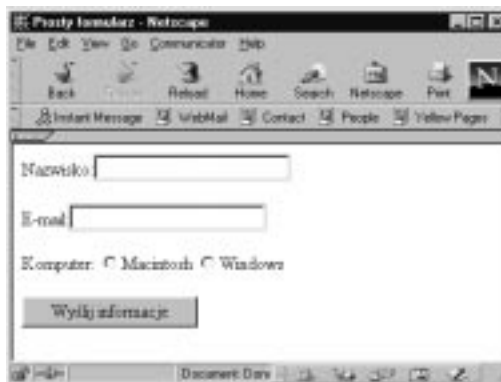 Prosty formularz - Netscape
File Edit View Go Communicator Help
Back Reload Home Search Netscape Print N
Instant Message WebMail Contact People Yellow Pages
Nazwisko:
E-mail:
Komputer: Macintosh Windows
Wyślij informacje
Document: Done